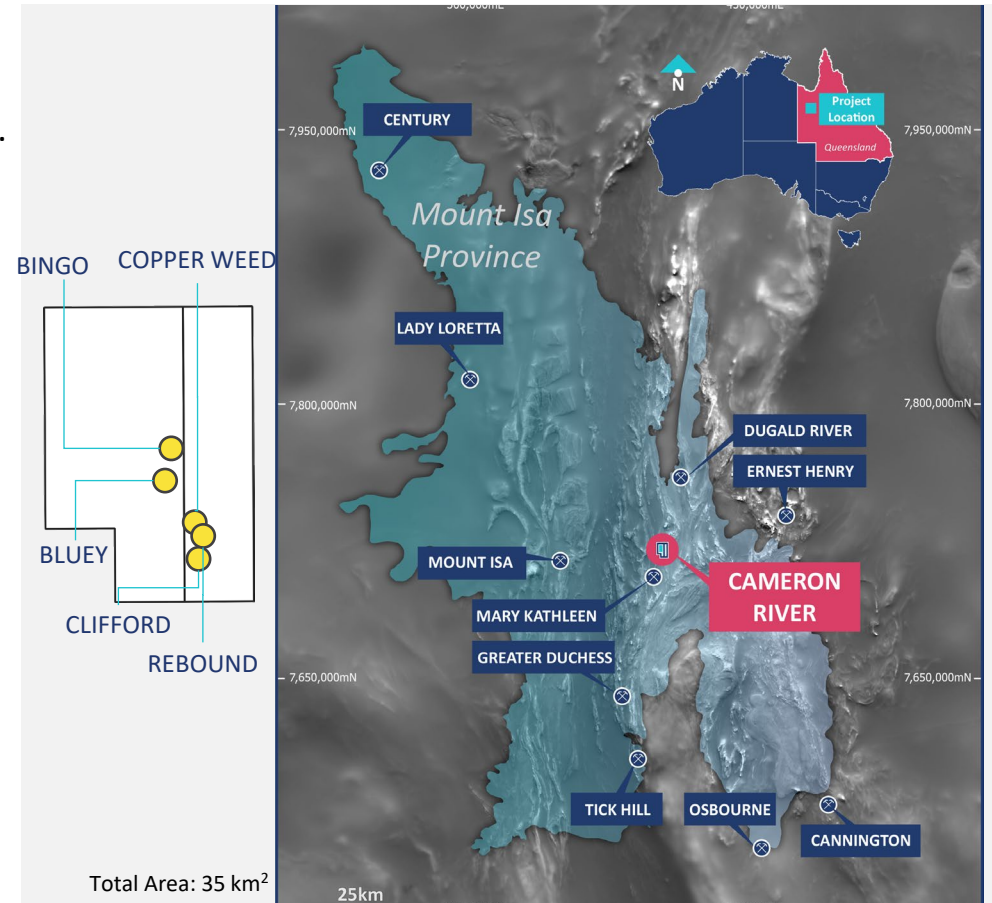 BINGO
COPPER WEED
BLUEY
CLIFFORD
REBOUND
Total Area: 35 km²
N
Project
Location
Queensland
7,950,000mN
7,950,000mN
CENTURY
Mount Isa
Province
LADY LORETTA
7,800,000mN
7,800,000mN
DUGALD RIVER
ERNEST HENRY
MOUNT ISA
CAMERON
RIVER
MARY KATHLEEN
GREATER DUCHESS
7,650,000mN
7,650,000mN
TICK HILL
OSBOURNE
CANNINGTON
25km